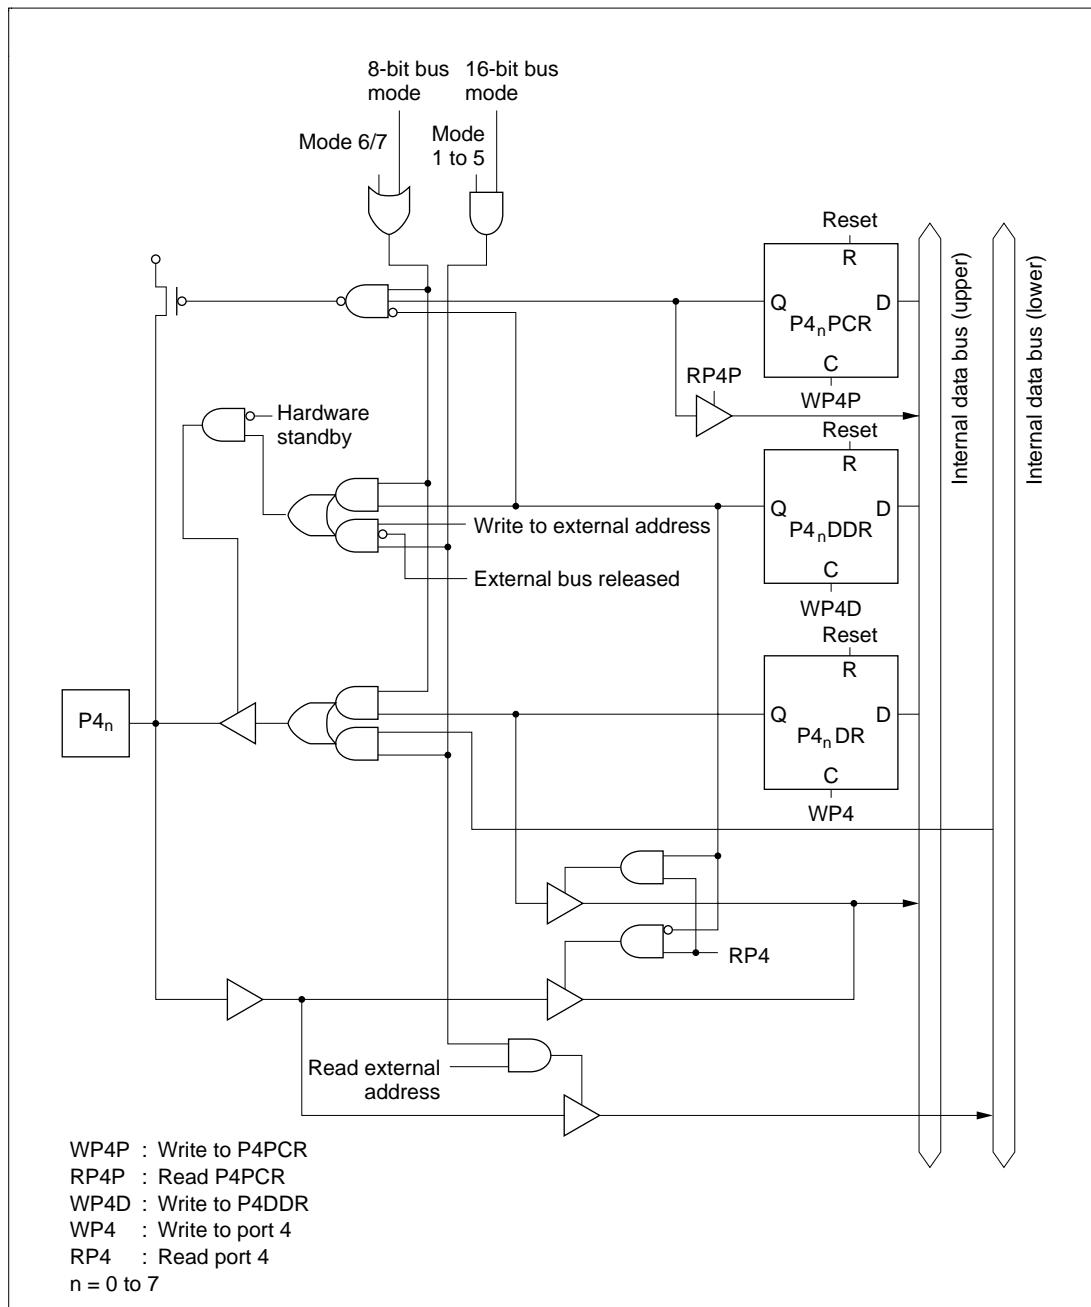 8-bit bus
mode
16-bit bus
mode
Mode 6/7
Mode
1 to 5
Reset
R
Q
D
P4nPCR
C
WP4P
RP4P
Hardware
standby
Reset
R
Q
D
P4nDDR
C
WP4D
Write to external address
External bus released
Reset
R
Q
D
P4nDR
C
WP4
P4n
RP4
Read external
address
Internal data bus (upper)
Internal data bus (lower)
WP4P : Write to P4PCR
RP4P : Read P4PCR
WP4D : Write to P4DDR
WP4 : Write to port 4
RP4 : Read port 4
n = 0 to 7